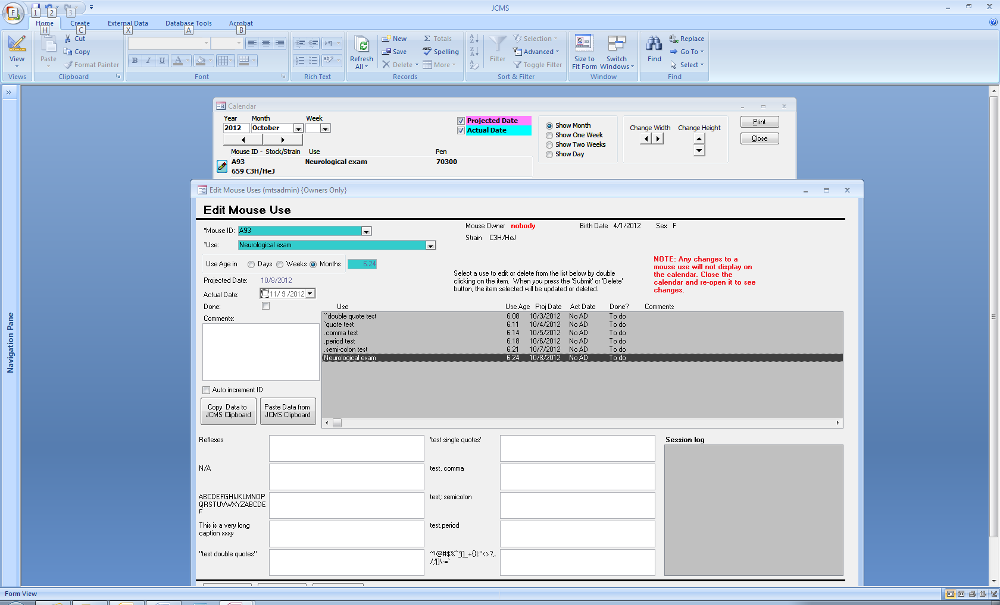 JCMS
F 1 2 3
Home Create External Data Database Tools Acrobat
H C X A B
View
Views
Paste
Cut
Copy
Format Painter
Clipboard
B I U A
Font
Rich Text
Refresh All
New
Save
Delete
Σ Totals
Spelling
More
Records
Filter
Selection
Advanced
Toggle Filter
Sort & Filter
Size to Fit Form
Switch Windows
Window
Find
Replace
Go To
Select
Find
Navigation Pane
Calendar
Year Month Week
2012 October
Projected Date
Actual Date
Show Month
Show One Week
Show Two Weeks
Show Day
Change Width Change Height
Print
Close
Mouse ID - Stock/Strain Use Pen
A93 Neurological exam 70300
659 C3H/HeJ
Edit Mouse Uses (mtsadmin) {Owners Only}
Edit Mouse Use
*Mouse ID: A93
*Use: Neurological exam
Mouse Owner nobody Birth Date 4/1/2012 Sex F
Strain C3H/HeJ
Use Age in Days Weeks Months 6.24
Projected Date: 10/8/2012
Actual Date: 11/ 9 /2012
Done:
Comments:
Select a use to edit or delete from the list below by double
clicking on the item. When you press the 'Submit' or 'Delete'
button, the item selected will be updated or deleted.
NOTE: Any changes to a
mouse use will not display on
the calendar. Close the
calendar and re-open it to see
changes.
Use Use Age Proj Date Act Date Done? Comments
``double quote test 6.08 10/3/2012 No AD To do
`quote test 6.11 10/4/2012 No AD To do
.comma test 6.14 10/5/2012 No AD To do
.period test 6.18 10/6/2012 No AD To do
.semi-colon test 6.21 10/7/2012 No AD To do
Neurological exam 6.24 10/8/2012 No AD To do
Auto increment ID
Copy Data to
JCMS Clipboard
Paste Data from
JCMS Clipboard
Reflexes
N/A
ABCDEFGHIJKLMNOP
QRSTUVWXYZABCDE
F
This is a very long
caption xxxy
"test double quotes"
'test single quotes'
test, comma
test; semicolon
test.period
~!@#$%^*()_+{}|:"<>?,.
/;'[]\-=`
Session log
Form View